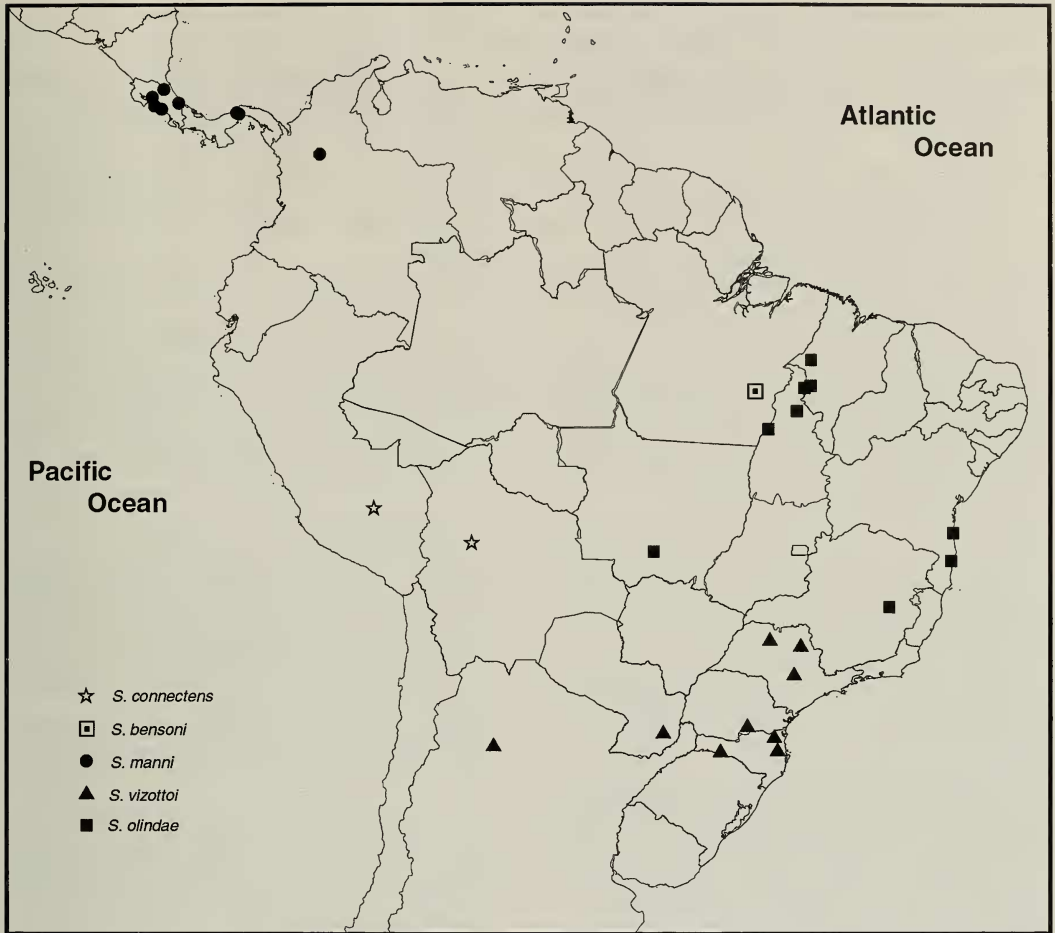 Atlantic
Ocean
Pacific
Ocean
S. connectens
S. bensoni
S. manni
S. vizottoi
S. olindae